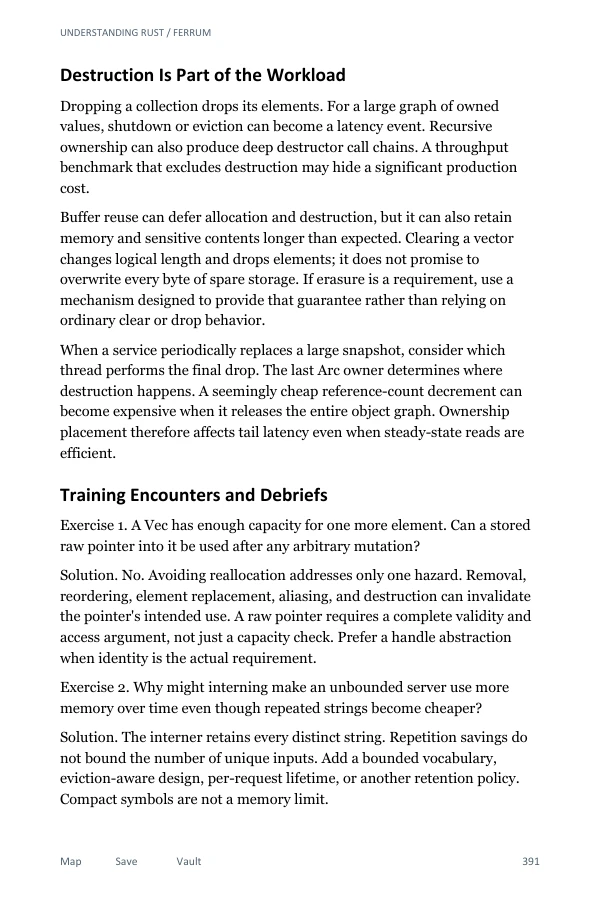 UNDERSTANDING RUST / FERRUM
Destruction Is Part of the Workload
Dropping a collection drops its elements. For a large graph of owned
values, shutdown or eviction can become a latency event. Recursive
ownership can also produce deep destructor call chains. A throughput
benchmark that excludes destruction may hide a significant production
cost.
Buffer reuse can defer allocation and destruction, but it can also retain
memory and sensitive contents longer than expected. Clearing a vector
changes logical length and drops elements; it does not promise to
overwrite every byte of spare storage. If erasure is a requirement, use a
mechanism designed to provide that guarantee rather than relying on
ordinary clear or drop behavior.
When a service periodically replaces a large snapshot, consider which
thread performs the final drop. The last Arc owner determines where
destruction happens. A seemingly cheap reference-count decrement can
become expensive when it releases the entire object graph. Ownership
placement therefore affects tail latency even when steady-state reads are
efficient.
Training Encounters and Debriefs
Exercise 1. A Vec has enough capacity for one more element. Can a stored
raw pointer into it be used after any arbitrary mutation?
Solution. No. Avoiding reallocation addresses only one hazard. Removal,
reordering, element replacement, aliasing, and destruction can invalidate
the pointer's intended use. A raw pointer requires a complete validity and
access argument, not just a capacity check. Prefer a handle abstraction
when identity is the actual requirement.
Exercise 2. Why might interning make an unbounded server use more
memory over time even though repeated strings become cheaper?
Solution. The interner retains every distinct string. Repetition savings do
not bound the number of unique inputs. Add a bounded vocabulary,
eviction-aware design, per-request lifetime, or another retention policy.
Compact symbols are not a memory limit.
Map Save Vault 391